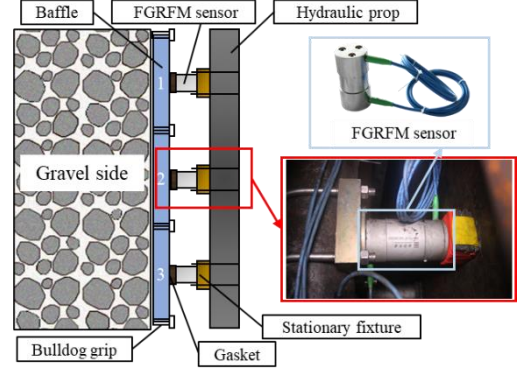 Baffle
FGRFM sensor
Hydraulic prop
1
FGRFM sensor
Gravel side
2
3
Stationary fixture
Bulldog grip
Gasket